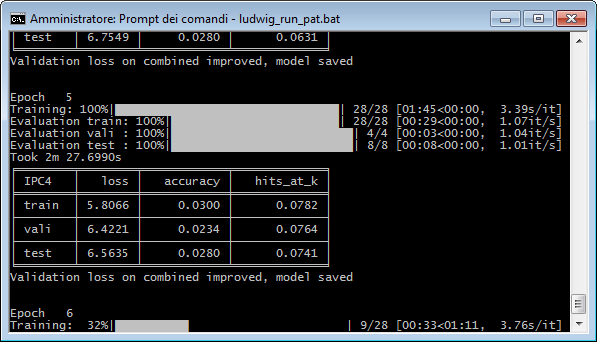 Amministratore: Prompt dei comandi - ludwig_run_pat.bat
test 6.7549 0.0280 0.0631
Validation loss on combined improved, model saved
Epoch 5
Training: 100%| | 28/28 [01:45<00:00, 3.39s/it]
Evaluation train: 100%| | 28/28 [00:29<00:00, 1.07it/s]
Evaluation vali : 100%| | 4/4 [00:03<00:00, 1.04it/s]
Evaluation test : 100%| | 8/8 [00:08<00:00, 1.01it/s]
Took 2m 27.6990s
IPC4 loss accuracy hits_at_k
train 5.8066 0.0300 0.0782
vali 6.4221 0.0234 0.0764
test 6.5635 0.0280 0.0741
Validation loss on combined improved, model saved
Epoch 6
Training: 32%| | 9/28 [00:33<01:11, 3.76s/it]